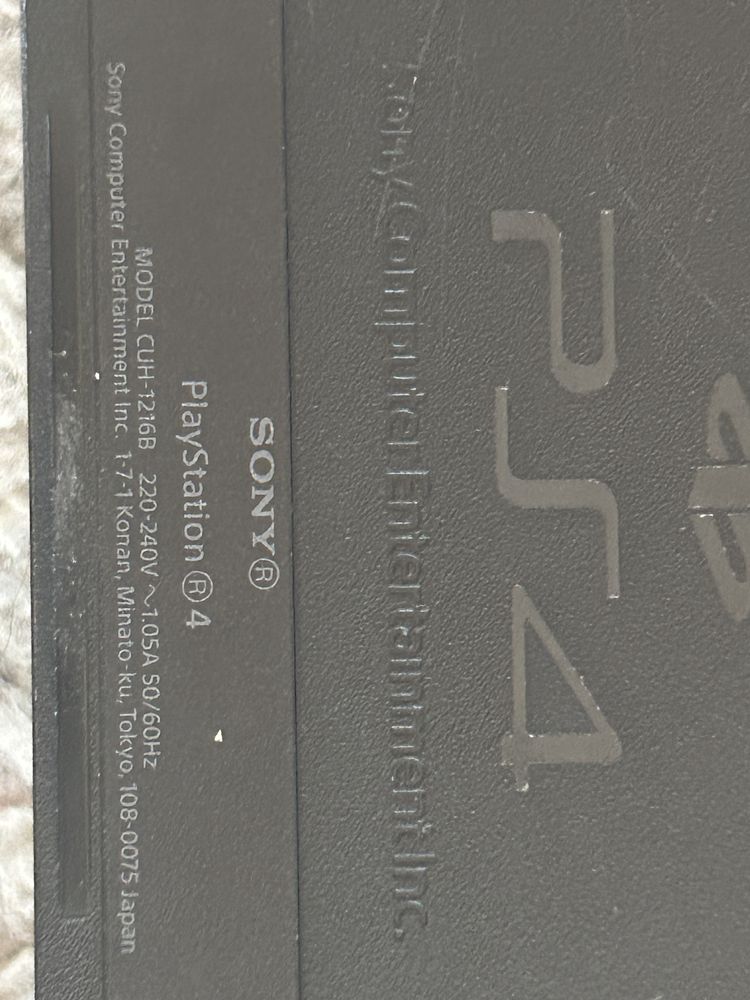 PS4
Sony Computer Entertainment Inc.
SONY®
PlayStation®4
MODEL CUH-1216B 220-240V ~1.05A 50/60Hz
Sony Computer Entertainment Inc. 1-7-1 Konan, Minato-ku, Tokyo, 108-0075 Japan